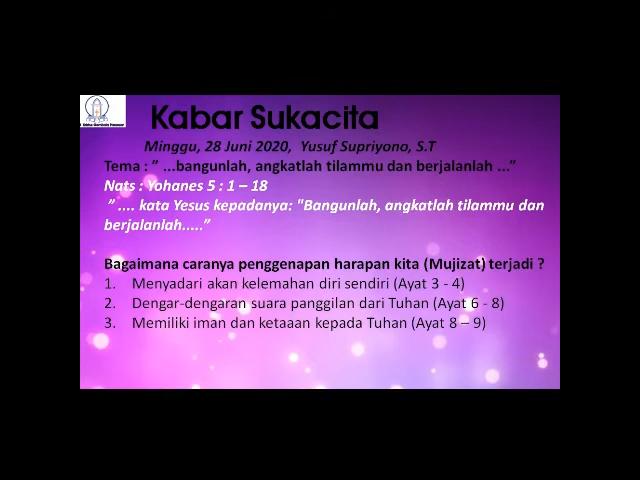 Kabar Sukacita
Minggu, 28 Juni 2020, Yusuf Supriyono, S.T
Tema : ” ...bangunlah, angkatlah tilammu dan berjalanlah ...”
Nats : Yohanes 5 : 1 – 18
” .... kata Yesus kepadanya: "Bangunlah, angkatlah tilammu dan
berjalanlah.....”
Bagaimana caranya penggenapan harapan kita (Mujizat) terjadi ?
1. Menyadari akan kelemahan diri sendiri (Ayat 3 - 4)
2. Dengar-dengaran suara panggilan dari Tuhan (Ayat 6 - 8)
3. Memiliki iman dan ketaaan kepada Tuhan (Ayat 8 – 9)